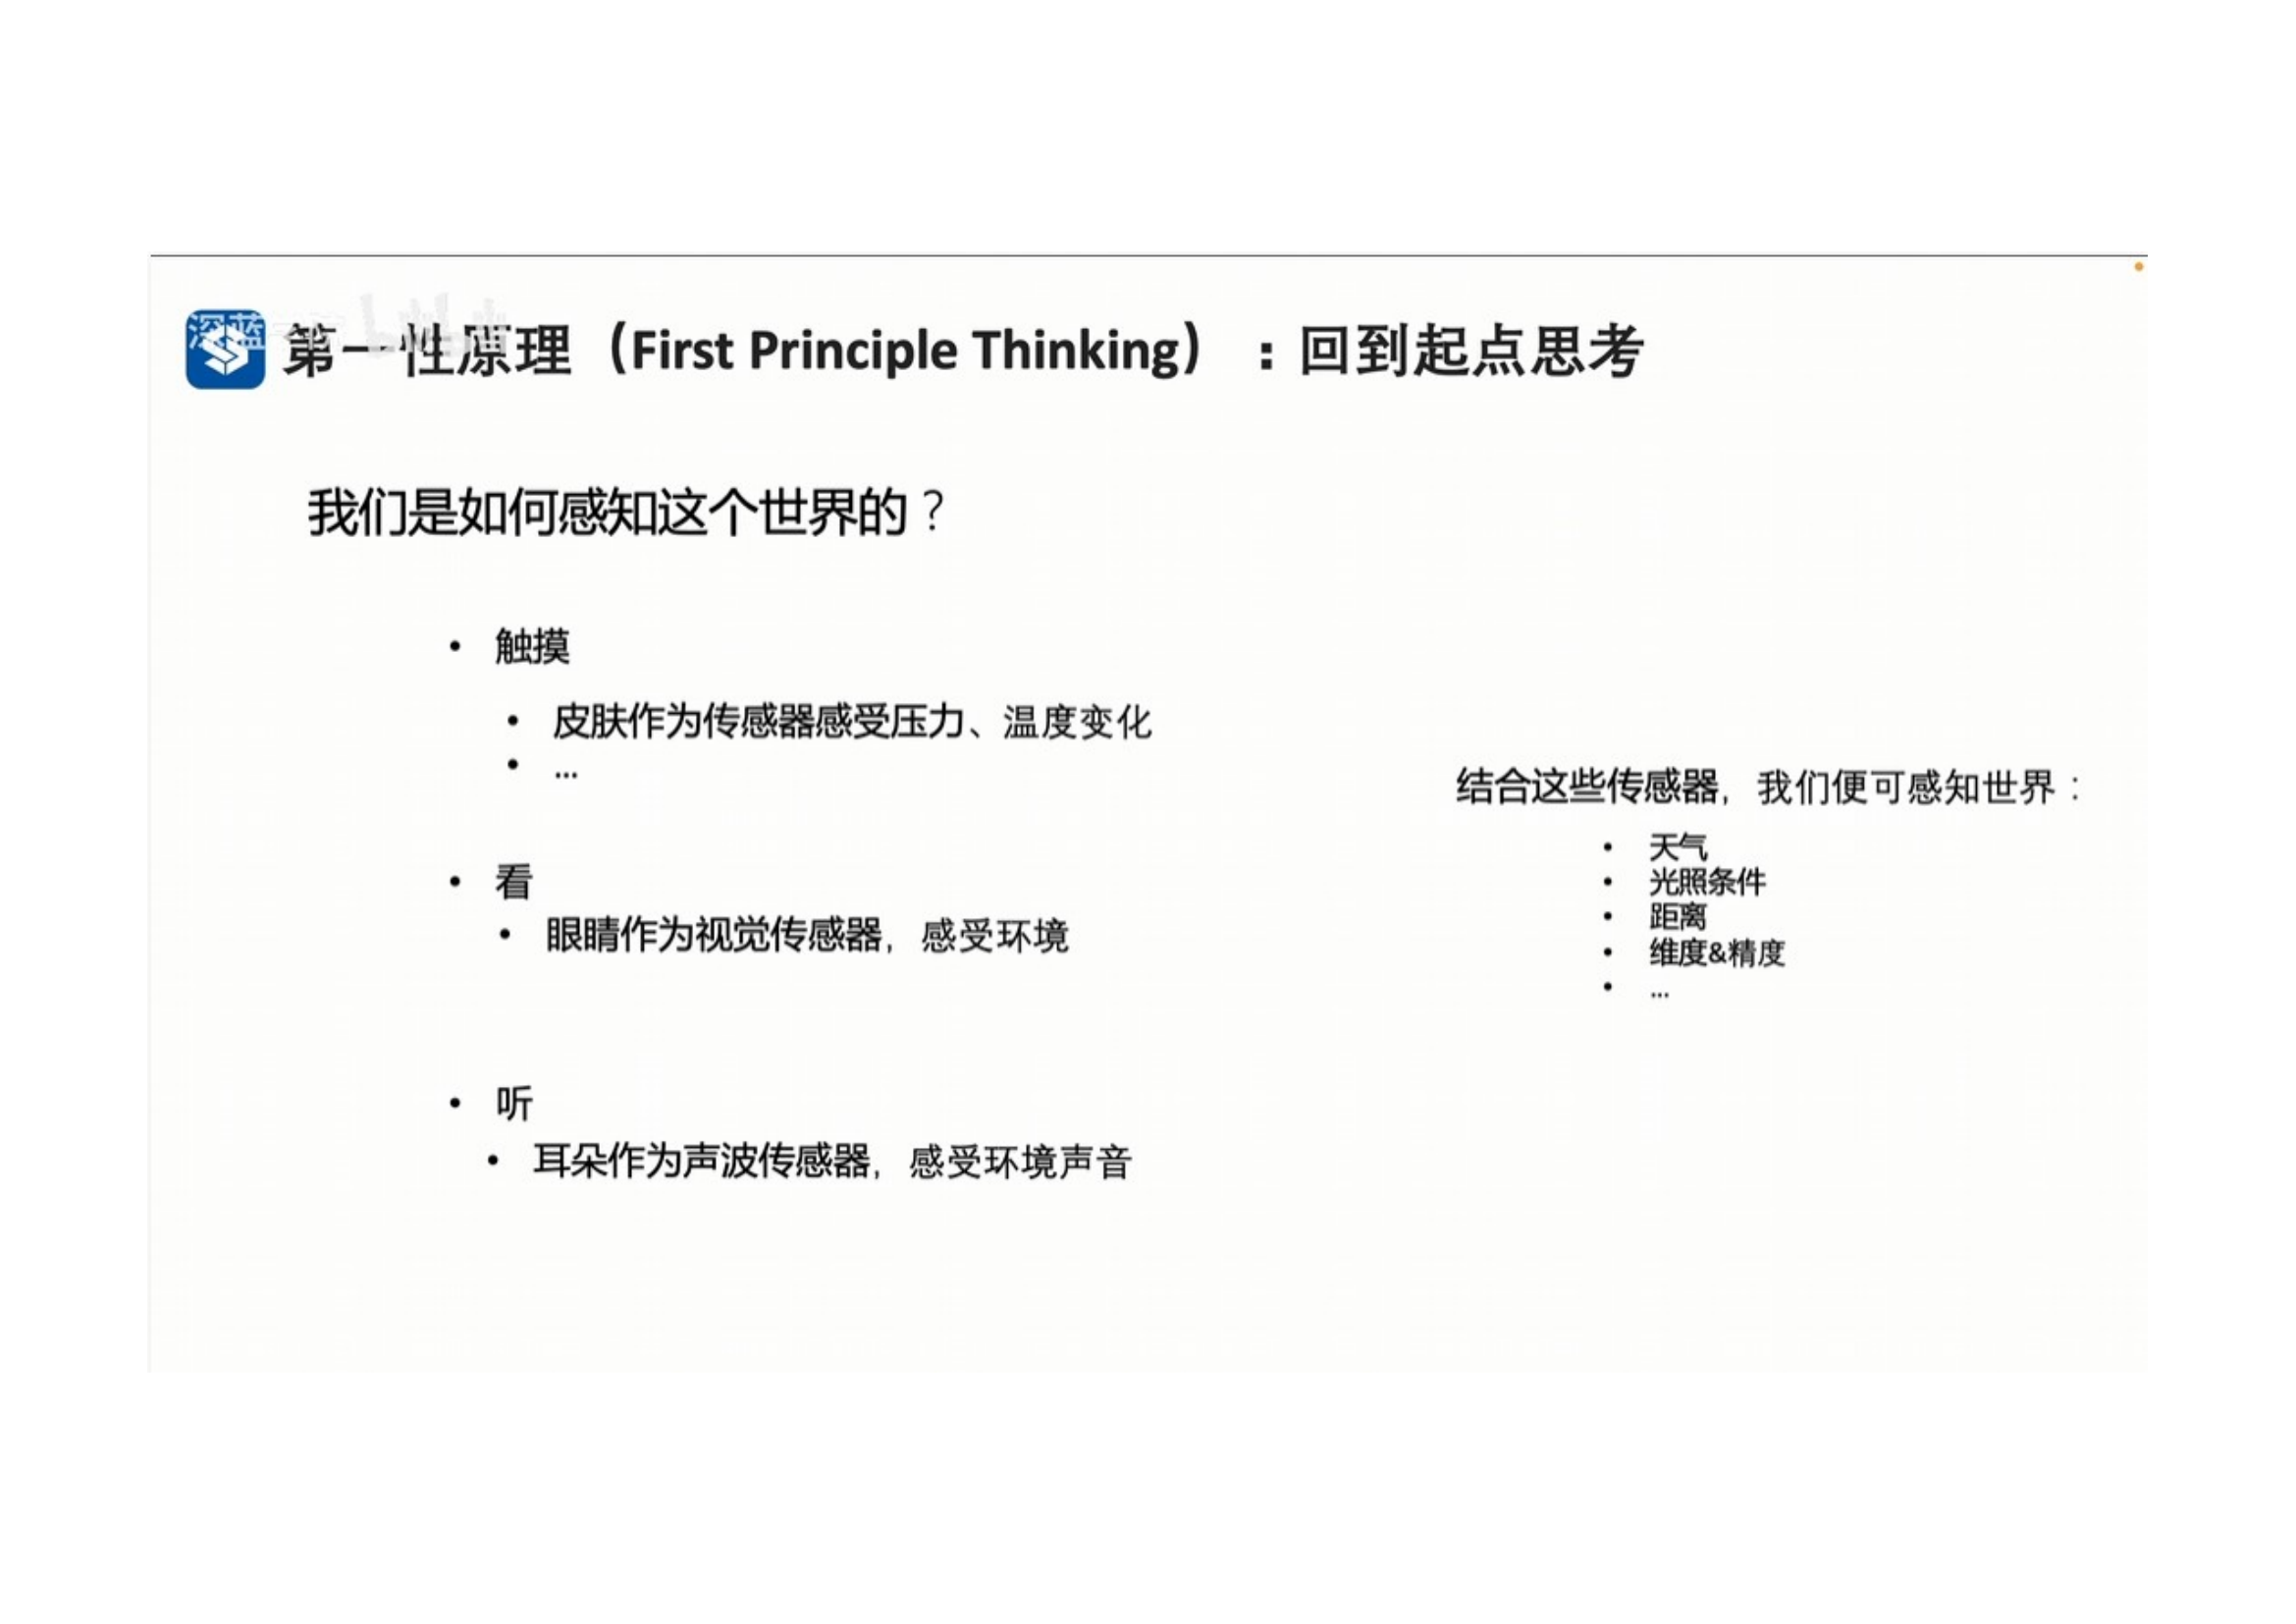 深蓝学院 bilibili
第一性原理（First Principle Thinking）：回到起点思考
我们是如何感知这个世界的？
• 触摸
• 皮肤作为传感器感受压力、温度变化
• ...
• 看
• 眼睛作为视觉传感器，感受环境
• 听
• 耳朵作为声波传感器，感受环境声音
结合这些传感器，我们便可感知世界：
• 天气
• 光照条件
• 距离
• 维度&精度
• ...